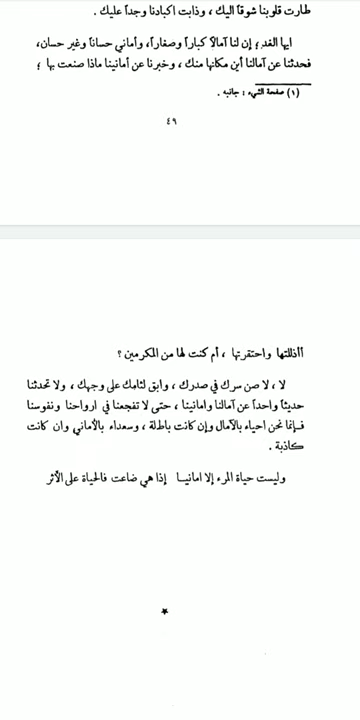 طارت قلوبنا شوقاً اليك ، وذابت اكبادنا وجداً عليك .
ايها الغد ؛ إن لنا آمالاً كباراً وصغاراً، وأماني حساناً وغير حسان،
فحدثنا عن آمالنا أين مكانها منك ، وخبرنا عن أمانينا ماذا صنعت بها ؛
(١) صفحة الشيء : جانبه .
٤٩
أأذللتها واحتقرتها ، أم كنت لها من المكرمين ؟
لا ، لا صن سرك في صدرك ، وابق لثامك على وجهك ، ولا تحدثنا
حديثاً واحداً عن آمالنا وامانينا ، حتى لا تفجعنا في ارواحنا ونفوسنا
فإنما نحن احياء بالآمال وإن كانت باطلة ، وسعداء بالأماني وان كانت
كاذبة .
وليست حياة المرء إلا امانيا إذا هي ضاعت فالحياة على الأثر